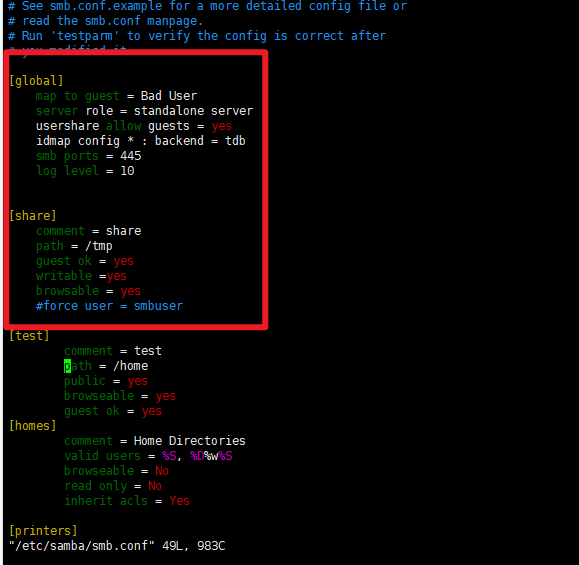 # See smb.conf.example for a more detailed config file or
# read the smb.conf manpage.
# Run 'testparm' to verify the config is correct after
# you modified it
[global]
map to guest = Bad User
server role = standalone server
usershare allow guests = yes
idmap config * : backend = tdb
smb ports = 445
log level = 10
[share]
comment = share
path = /tmp
guest ok = yes
writable =yes
browsable = yes
#force user = smbuser
[test]
comment = test
path = /home
public = yes
browseable = yes
guest ok = yes
[homes]
comment = Home Directories
valid users = %S, %D%w%S
browseable = No
read only = No
inherit acls = Yes
[printers]
"/etc/samba/smb.conf" 49L, 983C